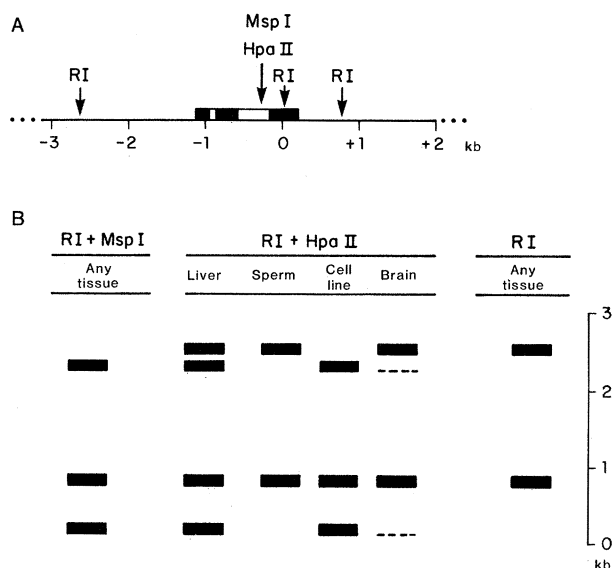 A
Msp I
Hpa II
RI RI RI
-3 -2 -1 0 +1 +2 kb
B
RI + Msp I RI + Hpa II RI
Any tissue Liver Sperm Cell line Brain Any tissue
3
2
1
0
kb